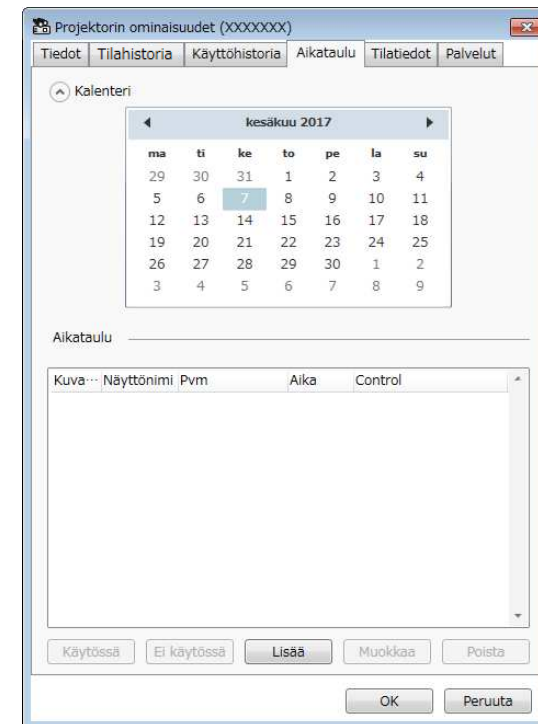 Projektorin ominaisuudet (XXXXXXX)
Tiedot Tilahistoria Käyttöhistoria Aikataulu Tilatiedot Palvelut
Kalenteri
kesäkuu 2017
ma ti ke to pe la su
29 30 31 1 2 3 4
5 6 7 8 9 10 11
12 13 14 15 16 17 18
19 20 21 22 23 24 25
26 27 28 29 30 1 2
3 4 5 6 7 8 9
Aikataulu
Kuva··· Näyttönimi Pvm Aika Control
Käytössä Ei käytössä Lisää Muokkaa Poista
OK Peruuta